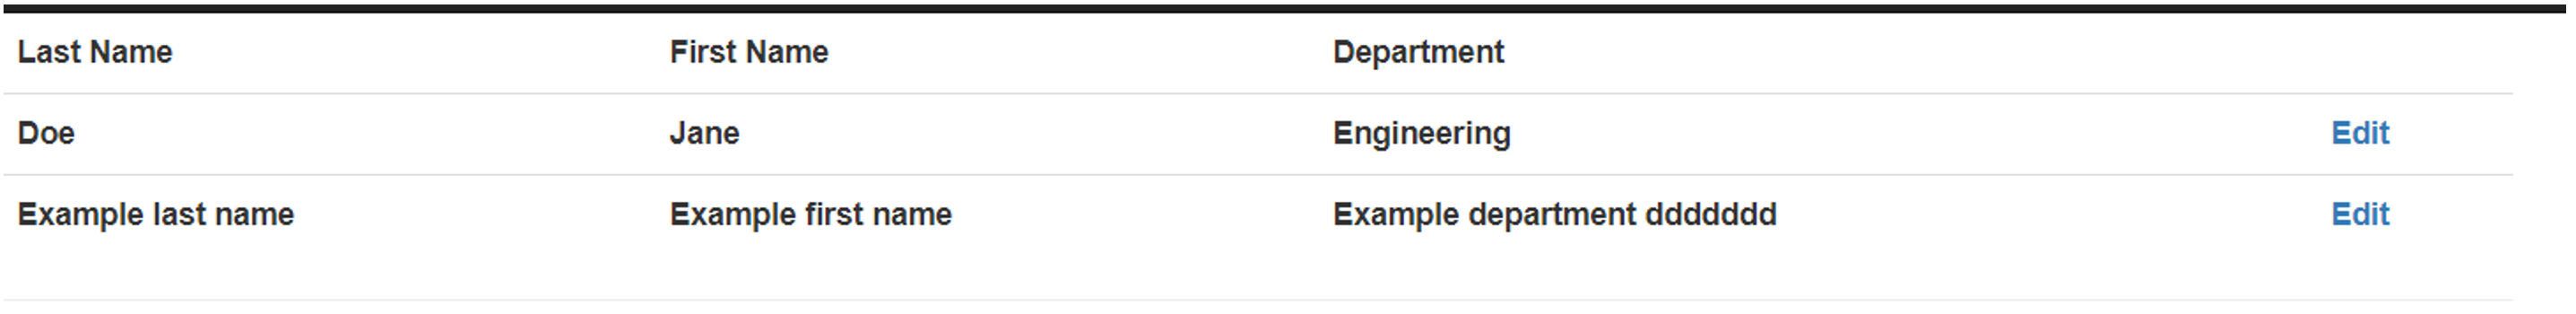 Last Name First Name Department
Doe Jane Engineering Edit
Example last name Example first name Example department ddddddd Edit